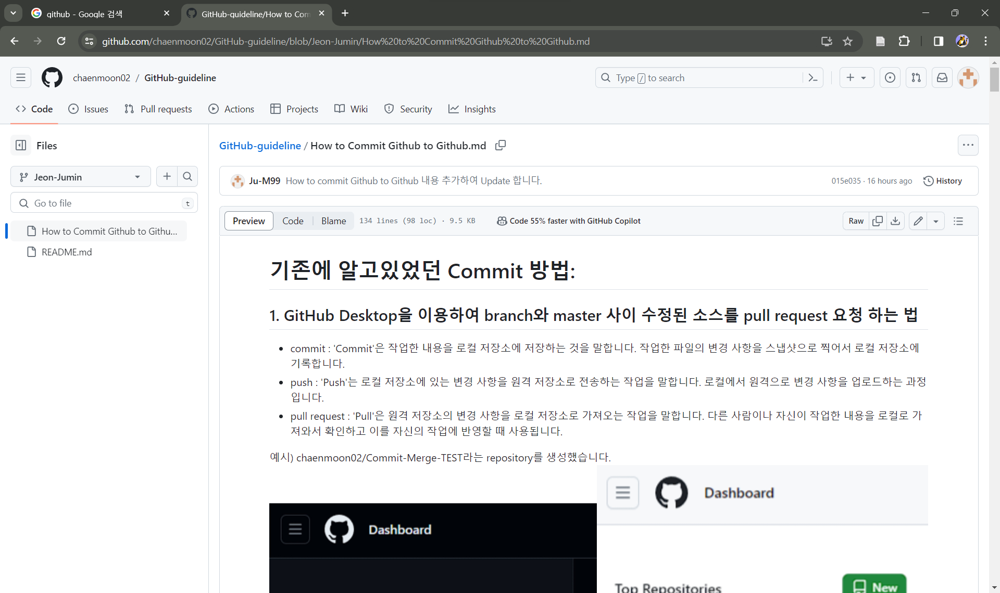 github - Google 검색
GitHub-guideline/How to Com
github.com/chaenmoon02/GitHub-guideline/blob/Jeon-Jumin/How%20to%20Commit%20Github%20to%20Github.md
chaenmoon02 / GitHub-guideline
Type / to search
Code Issues Pull requests Actions Projects Wiki Security Insights
Files
GitHub-guideline / How to Commit Github to Github.md
Jeon-Jumin
Ju-M99 How to commit Github to Github 내용 추가하여 Update 합니다.
015e035 · 16 hours ago History
Go to file t
Preview Code Blame 134 lines (98 loc) · 9.5 KB Code 55% faster with GitHub Copilot Raw
How to Commit Github to Githu...
README.md
기존에 알고있었던 Commit 방법:
1. GitHub Desktop을 이용하여 branch와 master 사이 수정된 소스를 pull request 요청 하는 법
• commit : 'Commit'은 작업한 내용을 로컬 저장소에 저장하는 것을 말합니다. 작업한 파일의 변경 사항을 스냅샷으로 찍어서 로컬 저장소에
기록합니다.
• push : 'Push'는 로컬 저장소에 있는 변경 사항을 원격 저장소로 전송하는 작업을 말합니다. 로컬에서 원격으로 변경 사항을 업로드하는 과정
입니다.
• pull request : 'Pull'은 원격 저장소의 변경 사항을 로컬 저장소로 가져오는 작업을 말합니다. 다른 사람이나 자신이 작업한 내용을 로컬로 가
져와서 확인하고 이를 자신의 작업에 반영할 때 사용됩니다.
예시) chaenmoon02/Commit-Merge-TEST라는 repository를 생성했습니다.
Dashboard
Dashboard
Top Repositories
New